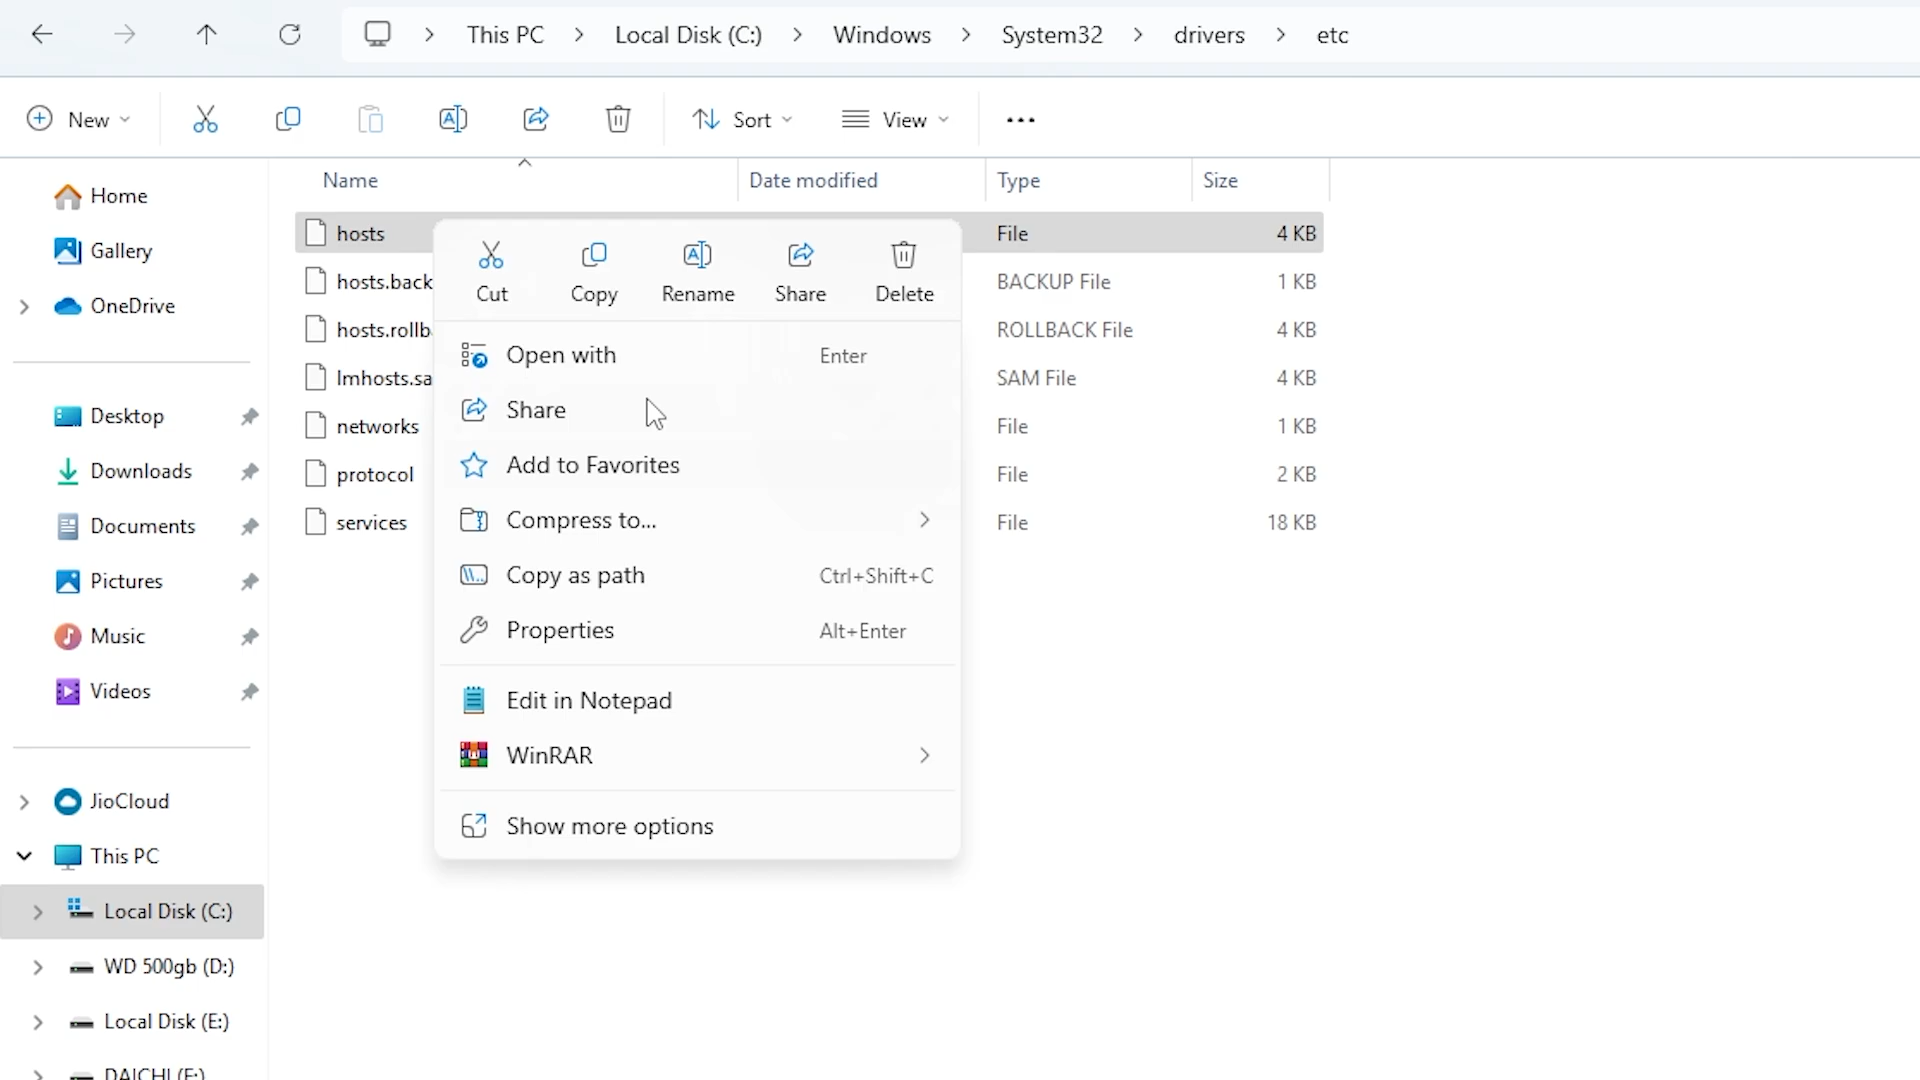 This PC > Local Disk (C:) > Windows > System32 > drivers > etc
New Sort View ...
Name Date modified Type Size
Home
Gallery
OneDrive
Desktop
Downloads
Documents
Pictures
Music
Videos
JioCloud
This PC
Local Disk (C:)
WD 500gb (D:)
Local Disk (E:)
DAICHI (F:)
hosts File 4 KB
hosts.back BACKUP File 1 KB
hosts.rollb ROLLBACK File 4 KB
lmhosts.sa SAM File 4 KB
networks File 1 KB
protocol File 2 KB
services File 18 KB
Cut Copy Rename Share Delete
Open with Enter
Share
Add to Favorites
Compress to...
Copy as path Ctrl+Shift+C
Properties Alt+Enter
Edit in Notepad
WinRAR
Show more options